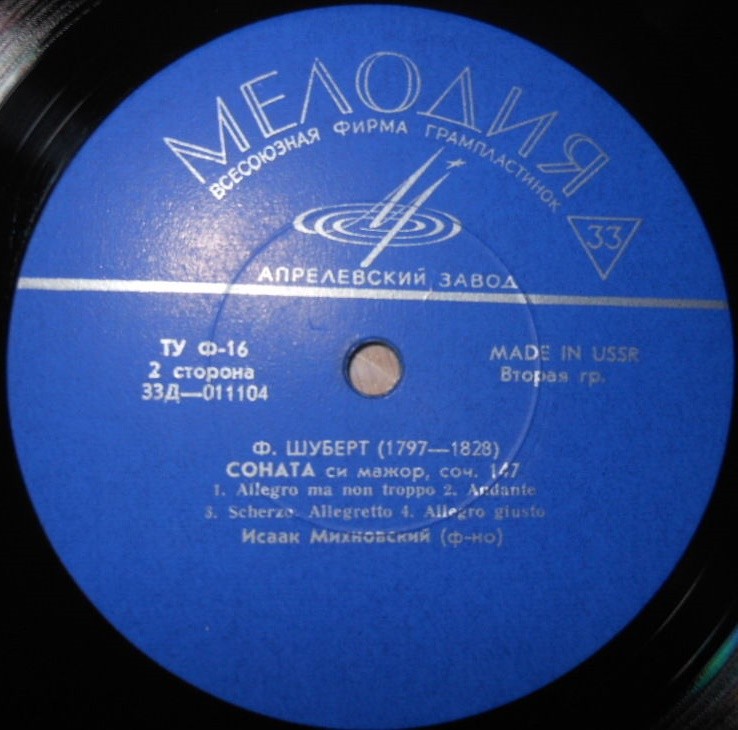 МЕЛОДИЯ
ВСЕСОЮЗНАЯ ФИРМА ГРАМПЛАСТИНОК
33
АПРЕЛЕВСКИЙ ЗАВОД
ТУ Ф-16
2 сторона
33Д—011104
MADE IN USSR
Вторая гр.
Ф. ШУБЕРТ (1797—1828)
СОНАТА си мажор, соч. 147
1. Allegro ma non troppo 2. Andante
3. Scherzo. Allegretto 4. Allegro giusto
Исаак Михновский (ф-но)